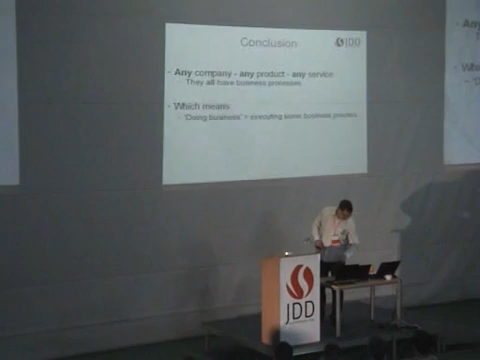 Conclusion
JDD
- Any company - any product - any service
- They all have business processes
- Which means:
- 'Doing business' = executing some business process
JDD